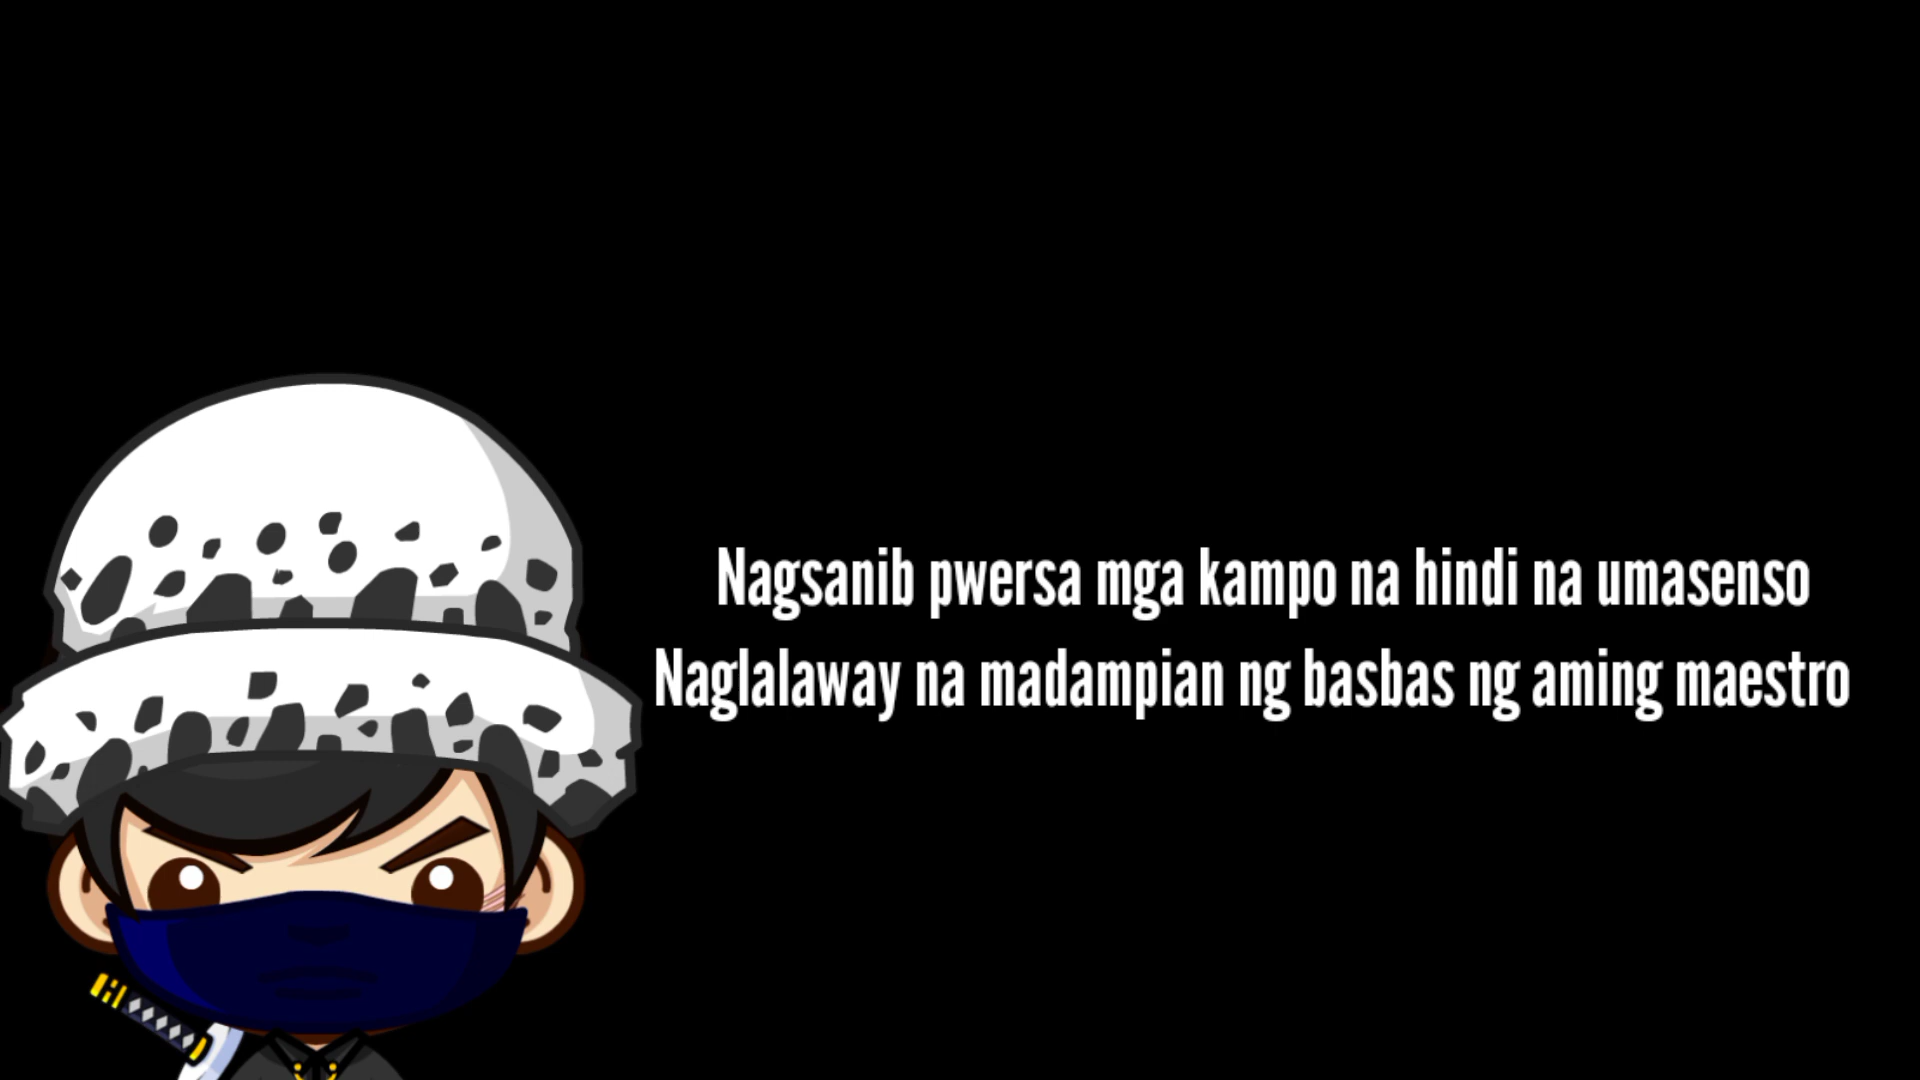 Nagsanib pwersa mga kampo na hindi na umasenso
Naglalaway na madampian ng basbas ng aming maestro